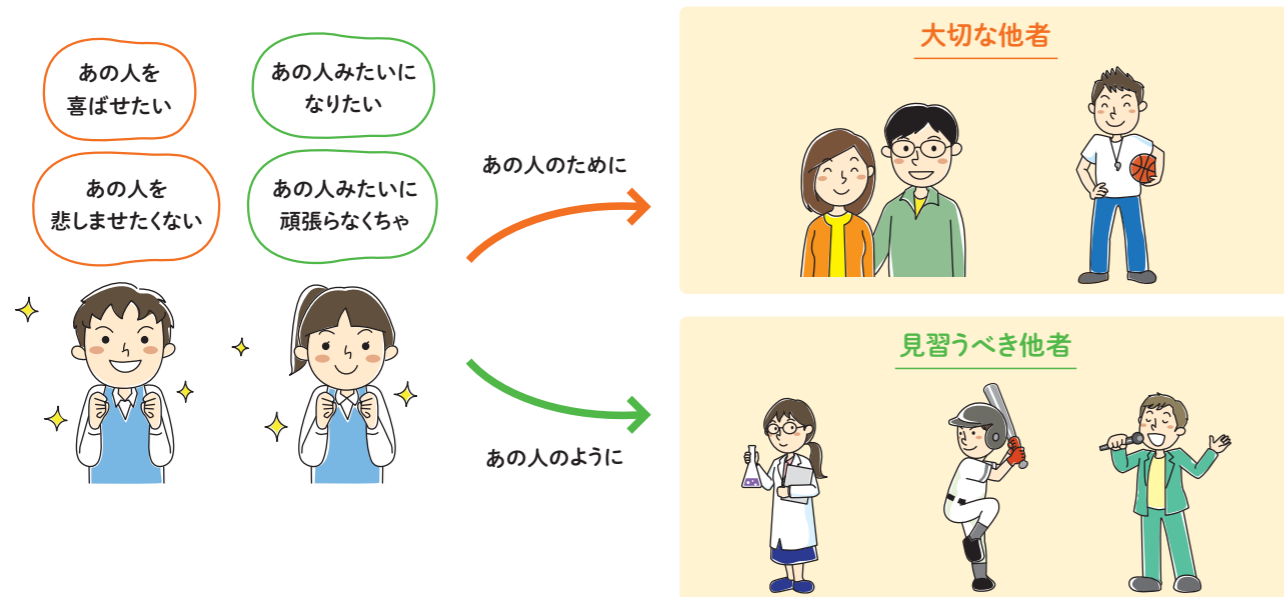 あの人を
喜ばせたい
あの人みたいに
なりたい
あの人を
悲しませたくない
あの人みたいに
頑張らなくちゃ
あの人のために
あの人のように
大切な他者
見習うべき他者